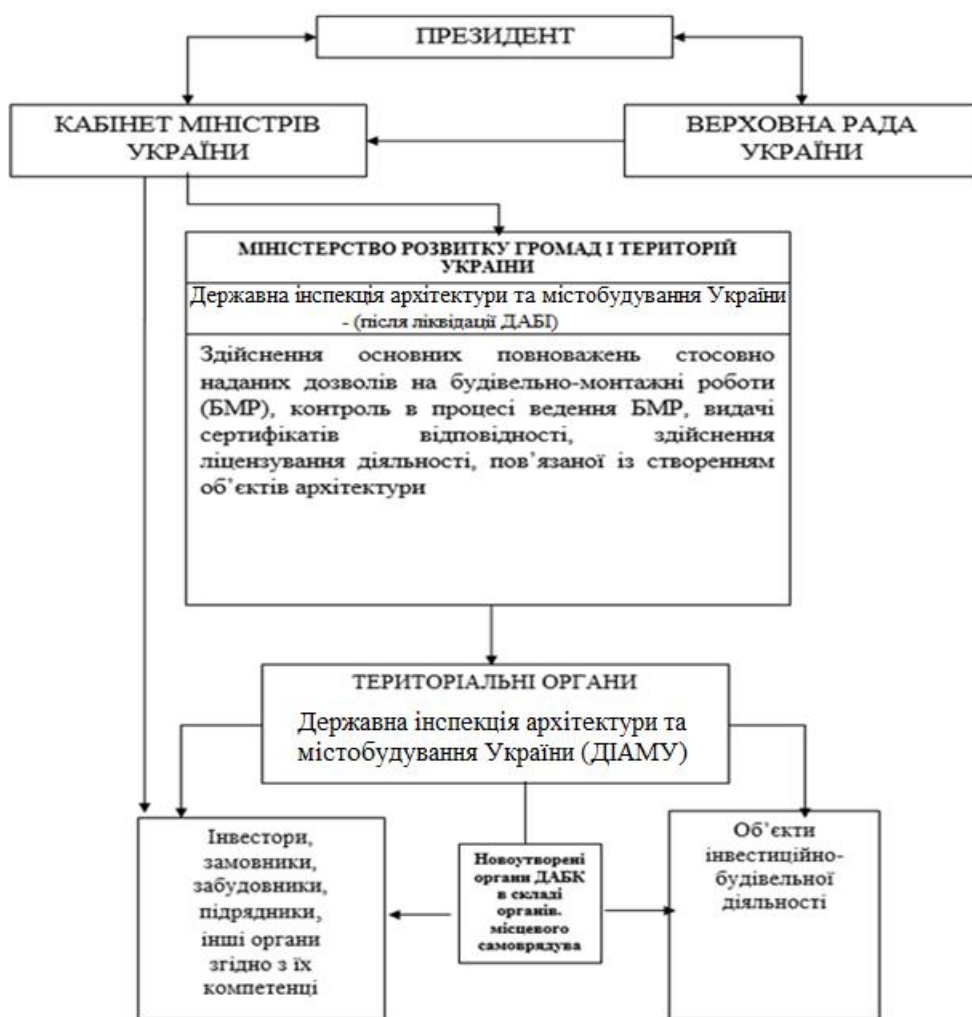 ПРЕЗИДЕНТ
КАБІНЕТ МІНІСТРІВ
УКРАЇНИ
ВЕРХОВНА РАДА
УКРАЇНИ
МІНІСТЕРСТВО РОЗВИТКУ ГРОМАД І ТЕРИТОРІЙ
УКРАІНИ
Державна інспекція архітектури та містобудування України
- (після ліквідації ДАБІ)
Здійснення основних повноважень стосовно
наданих дозволів на будівельно-монтажні роботи
(БМР), контроль в процесі ведення БМР, видачі
сертифікатів відповідності, здійснення
ліцензування діяльності, пов’язаної із створенням
об’єктів архітектури
ТЕРИТОРІАЛЬНІ ОРГАНИ
Державна інспекція архітектури та
містобудування України (ДІАМУ)
Інвестори,
замовники,
забудовники,
підрядники,
інші органи
згідно з їх
компетенці
Новоутворені
органи ДАБК
в складі
органів.
місцевого
самоврядува
Об’єкти
інвестиційно-
будівельної
діяльності